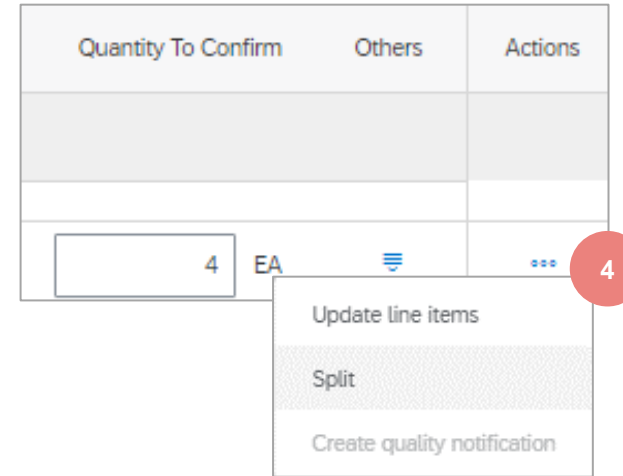 Quantity To Confirm Others Actions
4 EA 4
Update line items
Split
Create quality notification